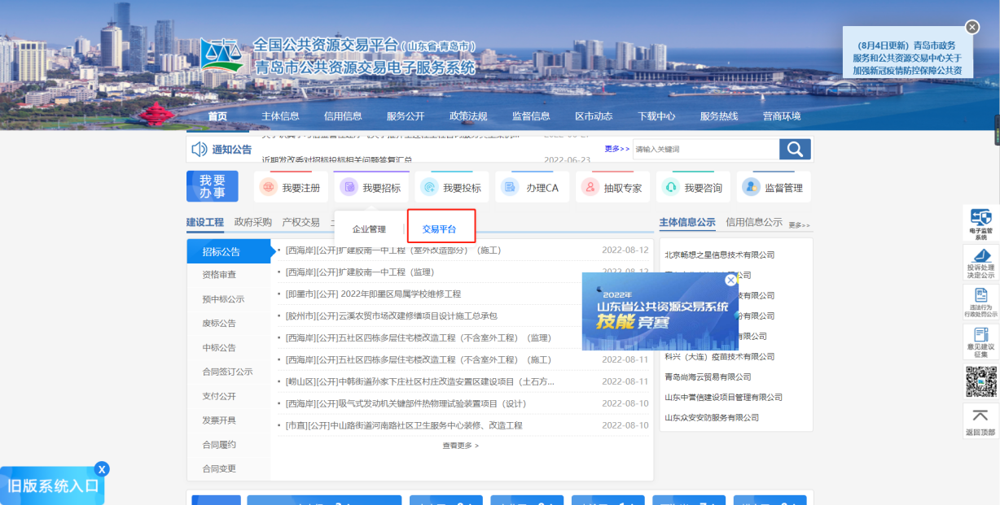 全国公共资源交易平台(山东省·青岛市)
青岛市公共资源交易电子服务系统
(8月4日更新）青岛市政务
服务和公共资源交易中心关于
加强新冠疫情防控保障公共资
首页 主体信息 信用信息 服务公开 政策法规 监督信息 区市动态 下载中心 服务热线 营商环境
通知公告
近期发改委对招标投标相关问题答复汇总 2022-06-23
更多>> 请输入关键词
我要
办事
我要注册 我要招标 我要投标 办理CA 抽取专家 我要咨询 监督管理
建设工程 政府采购 产权交易
企业管理 交易平台
主体信息公示 信用信息公示 更多>>
招标公告
资格审查
预中标公示
废标公告
中标公告
合同签订公示
支付公开
发票开具
合同履约
合同变更
• [西海岸][公开]扩建胶南一中工程（室外改造部分）（施工） 2022-08-12
• [西海岸][公开]扩建胶南一中工程（监理） 2022-08-12
• [即墨市][公开] 2022年即墨区局属学校维修工程
• [胶州市][公开]云溪农贸市场改建修缮项目设计施工总承包
• [西海岸][公开]五社区四栋多层住宅楼改造工程（不含室外工程）（监理）
• [西海岸][公开]五社区四栋多层住宅楼改造工程（不含室外工程）（施工） 2022-08-11
• [崂山区][公开]中韩街道孙家下庄社区村庄改造安置区建设项目（土石方... 2022-08-11
• [西海岸][公开]吸气式发动机关键部件热物理试验装置项目（设计） 2022-08-10
• [市直][公开]中山路街道河南路社区卫生服务中心装修、改造工程 2022-08-10
查看更多 >
北京畅想之星信息技术有限公司
公司
技有限公司
份有限公司
有限公司
科兴（大连）疫苗技术有限公司
青岛尚海云贸易有限公司
山东中誉信建设项目管理有限公司
山东众安安防服务有限公司
2022年
山东省公共资源交易系统
技能竞赛
电子监管
系统
投诉处理
决定公示
违法行为
行政处罚公示
意见建议
征集
返回顶部
旧版系统入口
X